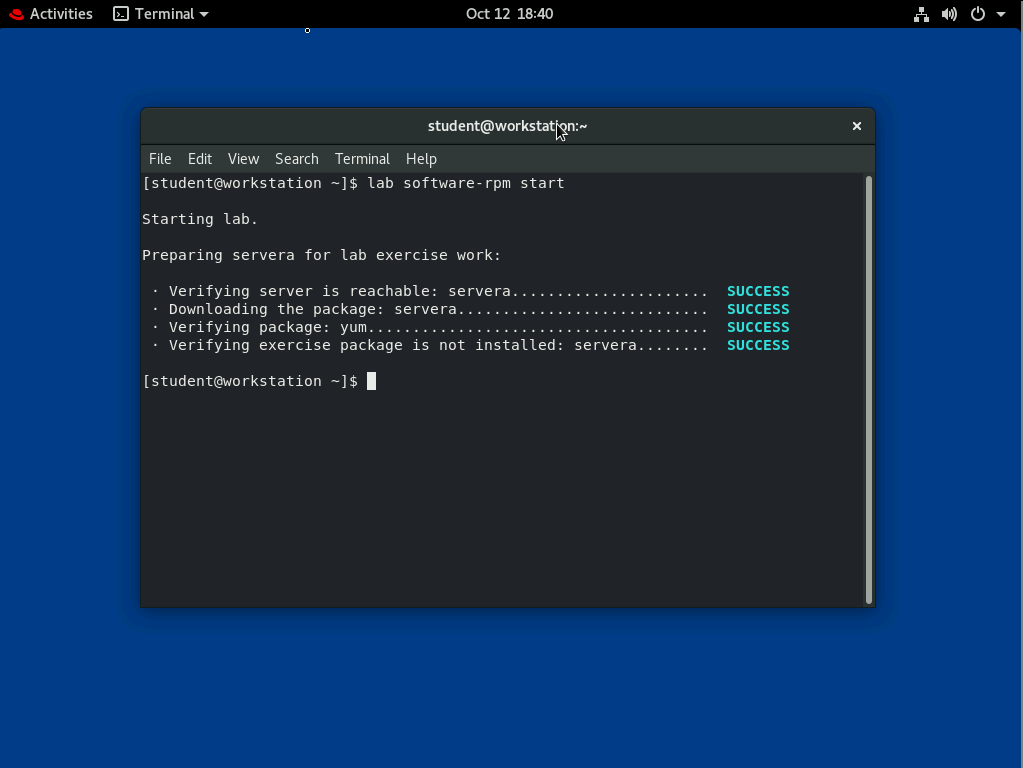 Activities Terminal Oct 12 18:40
student@workstation:~
File Edit View Search Terminal Help
[student@workstation ~]$ lab software-rpm start
Starting lab.
Preparing servera for lab exercise work:
· Verifying server is reachable: servera...................... SUCCESS
· Downloading the package: servera............................ SUCCESS
· Verifying package: yum...................................... SUCCESS
· Verifying exercise package is not installed: servera........ SUCCESS
[student@workstation ~]$